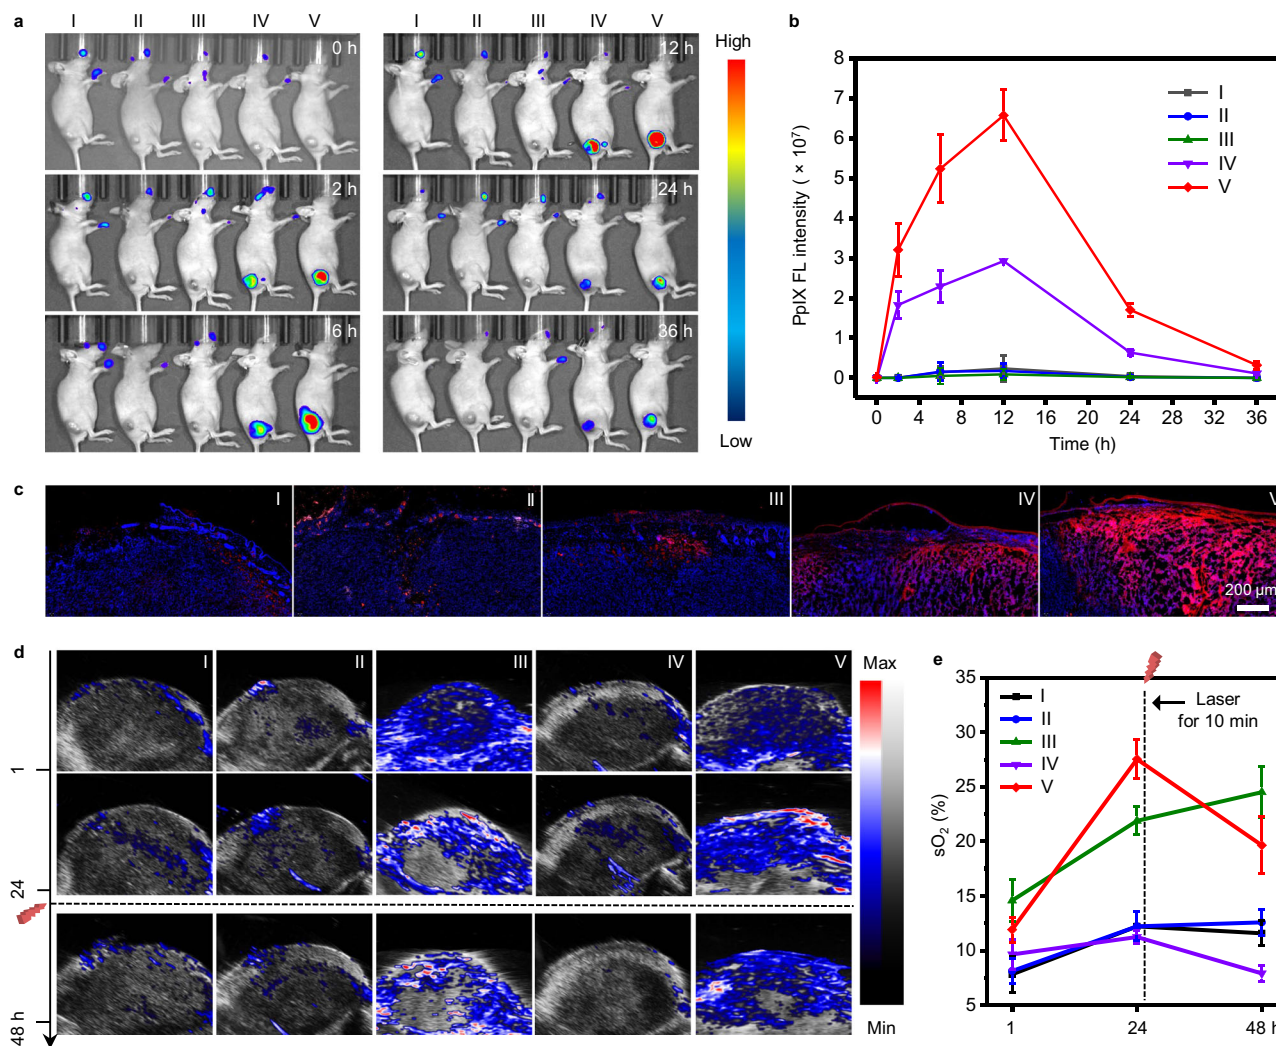 a
I II III IV V
I II III IV V
0 h
12 h
2 h
24 h
6 h
36 h
High
Low
b
PpIX FL intensity ( × 10⁷)
8
7
6
5
4
3
2
1
0
0 4 8 12 16 20 24 28 32 36
Time (h)
I
II
III
IV
V
c
I
II
III
IV
V
200 µm
d
I
II
III
IV
V
1
24
48 h
Max
Min
e
sO₂ (%)
35
30
25
20
15
10
5
1 24 48 h
I
II
III
IV
V
Laser
for 10 min